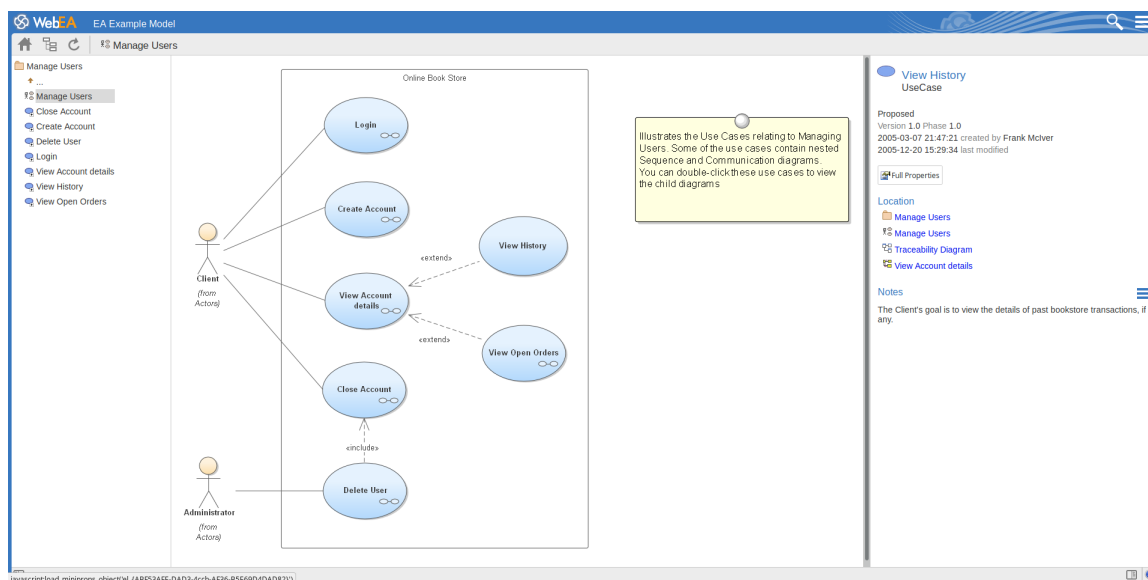 WebEA EA Example Model
Manage Users
Manage Users
...
Manage Users
Close Account
Create Account
Delete User
Login
View Account details
View History
View Open Orders
Online Book Store
Login
Create Account
View History
«extend»
Client
(from
Actors)
View Account
details
«extend»
View Open Orders
Close Account
«include»
Delete User
Administrator
(from
Actors)
Illustrates the Use Cases relating to Managing
Users. Some of the use cases contain nested
Sequence and Communication diagrams.
You can double-click these use cases to view
the child diagrams
View History
UseCase
Proposed
Version 1.0 Phase 1.0
2005-03-07 21:47:21 created by Frank McIver
2005-12-20 15:29:34 last modified
Full Properties
Location
Manage Users
Manage Users
Traceability Diagram
View Account details
Notes
The Client's goal is to view the details of past bookstore transactions, if
any.